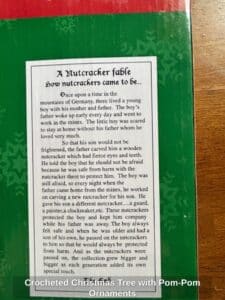 A Nutcracker fable
How nutcrackers came to be..
Once upon a time in the
mountains of Germany, there lived a young
boy with his mother and father. The boy's
father woke up early every day and went to
work in the mines. The little boy was scared
to stay at home without his father whom he
loved very much.
So that his son would not be
frightened, the father carved him a wooden
nutcracker which had fierce eyes and teeth.
He told the boy that he should not be afraid
because he was safe from harm with the
nutcracker there to protect him. The boy was
still afraid, so every night when the
father came home from the mines, he worked
on carving a new nutcracker for his son. He
gave his son a different nutcracker....a guard,
a painter, a clockmaker, etc. These nutcrackers
protected the boy and kept him company
while his father was away. The boy always
felt safe and when he was older and had a
son of his own, he passed on the nutcrackers
to him so that he would always be protected
from harm. And as the nutcrackers were
passed on, the collection grew bigger and
bigger as each generation added its own
special touch.
Crocheted Christmas Tree with Pom-Pom
Ornaments